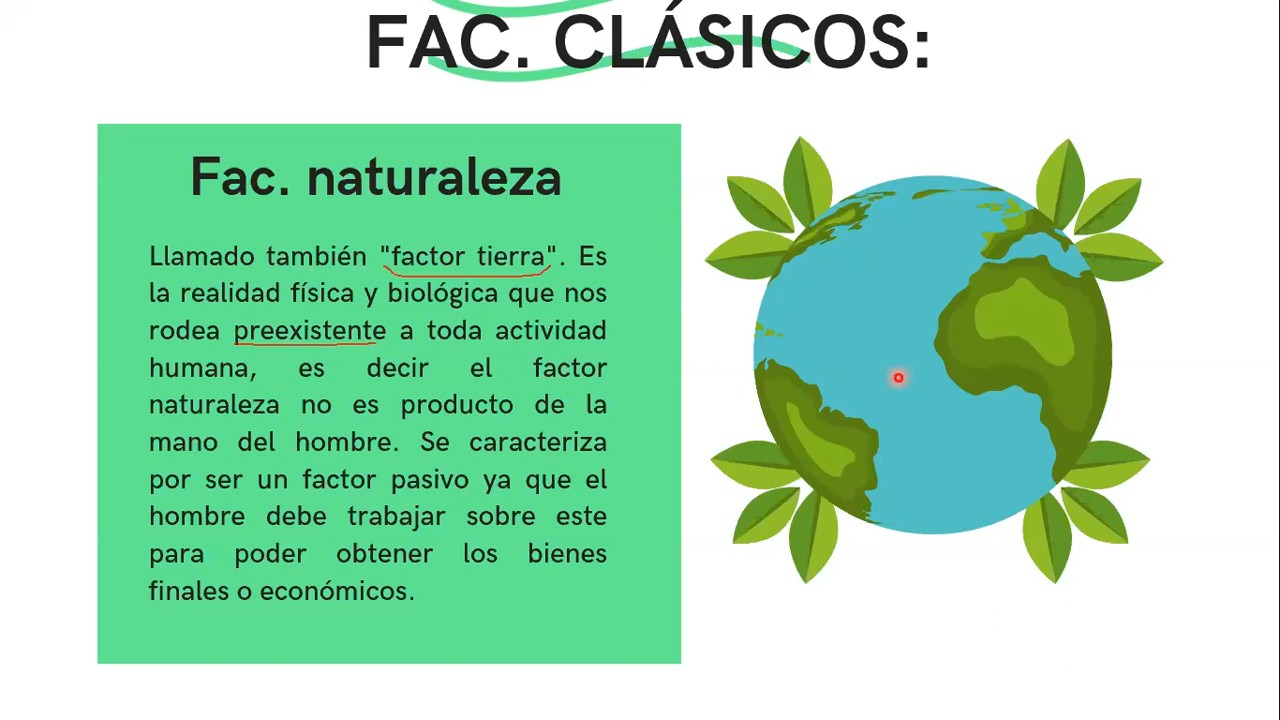 FAC. CLÁSICOS:
Fac. naturaleza
Llamado también "factor tierra". Es
la realidad física y biológica que nos
rodea preexistente a toda actividad
humana, es decir el factor
naturaleza no es producto de la
mano del hombre. Se caracteriza
por ser un factor pasivo ya que el
hombre debe trabajar sobre este
para poder obtener los bienes
finales o económicos.